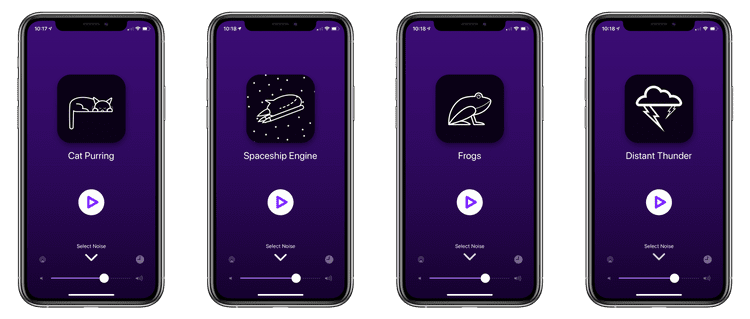 10:17
Cat Purring
Select Noise
10:18
Spaceship Engine
Select Noise
10:18
Frogs
Select Noise
10:18
Distant Thunder
Select Noise